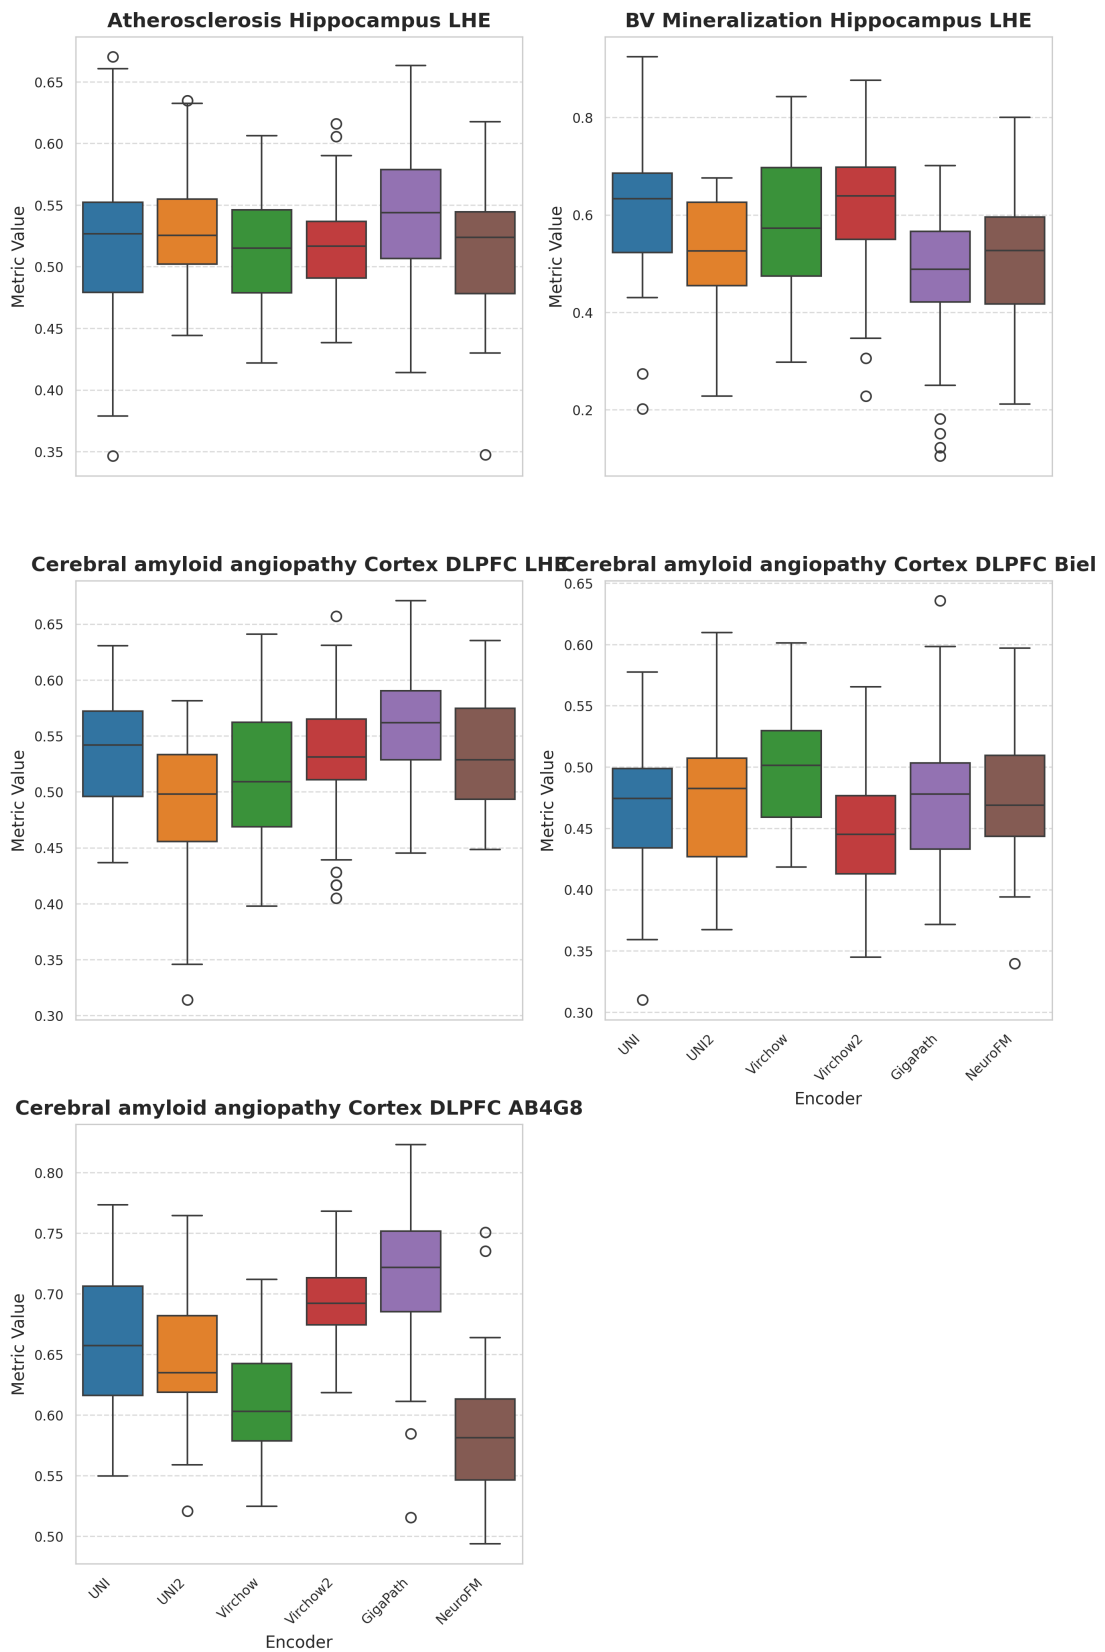 Atherosclerosis Hippocampus LHE
Metric Value
0.65
0.60
0.55
0.50
0.45
0.40
0.35
BV Mineralization Hippocampus LHE
Metric Value
0.8
0.6
0.4
0.2
Cerebral amyloid angiopathy Cortex DLPFC LHE
Metric Value
0.65
0.60
0.55
0.50
0.45
0.40
0.35
0.30
Cerebral amyloid angiopathy Cortex DLPFC Biel
Metric Value
0.65
0.60
0.55
0.50
0.45
0.40
0.35
0.30
UNI
UNI2
Virchow
Virchow2
GigaPath
NeuroFM
Encoder
Cerebral amyloid angiopathy Cortex DLPFC AB4G8
Metric Value
0.80
0.75
0.70
0.65
0.60
0.55
0.50
UNI
UNI2
Virchow
Virchow2
GigaPath
NeuroFM
Encoder